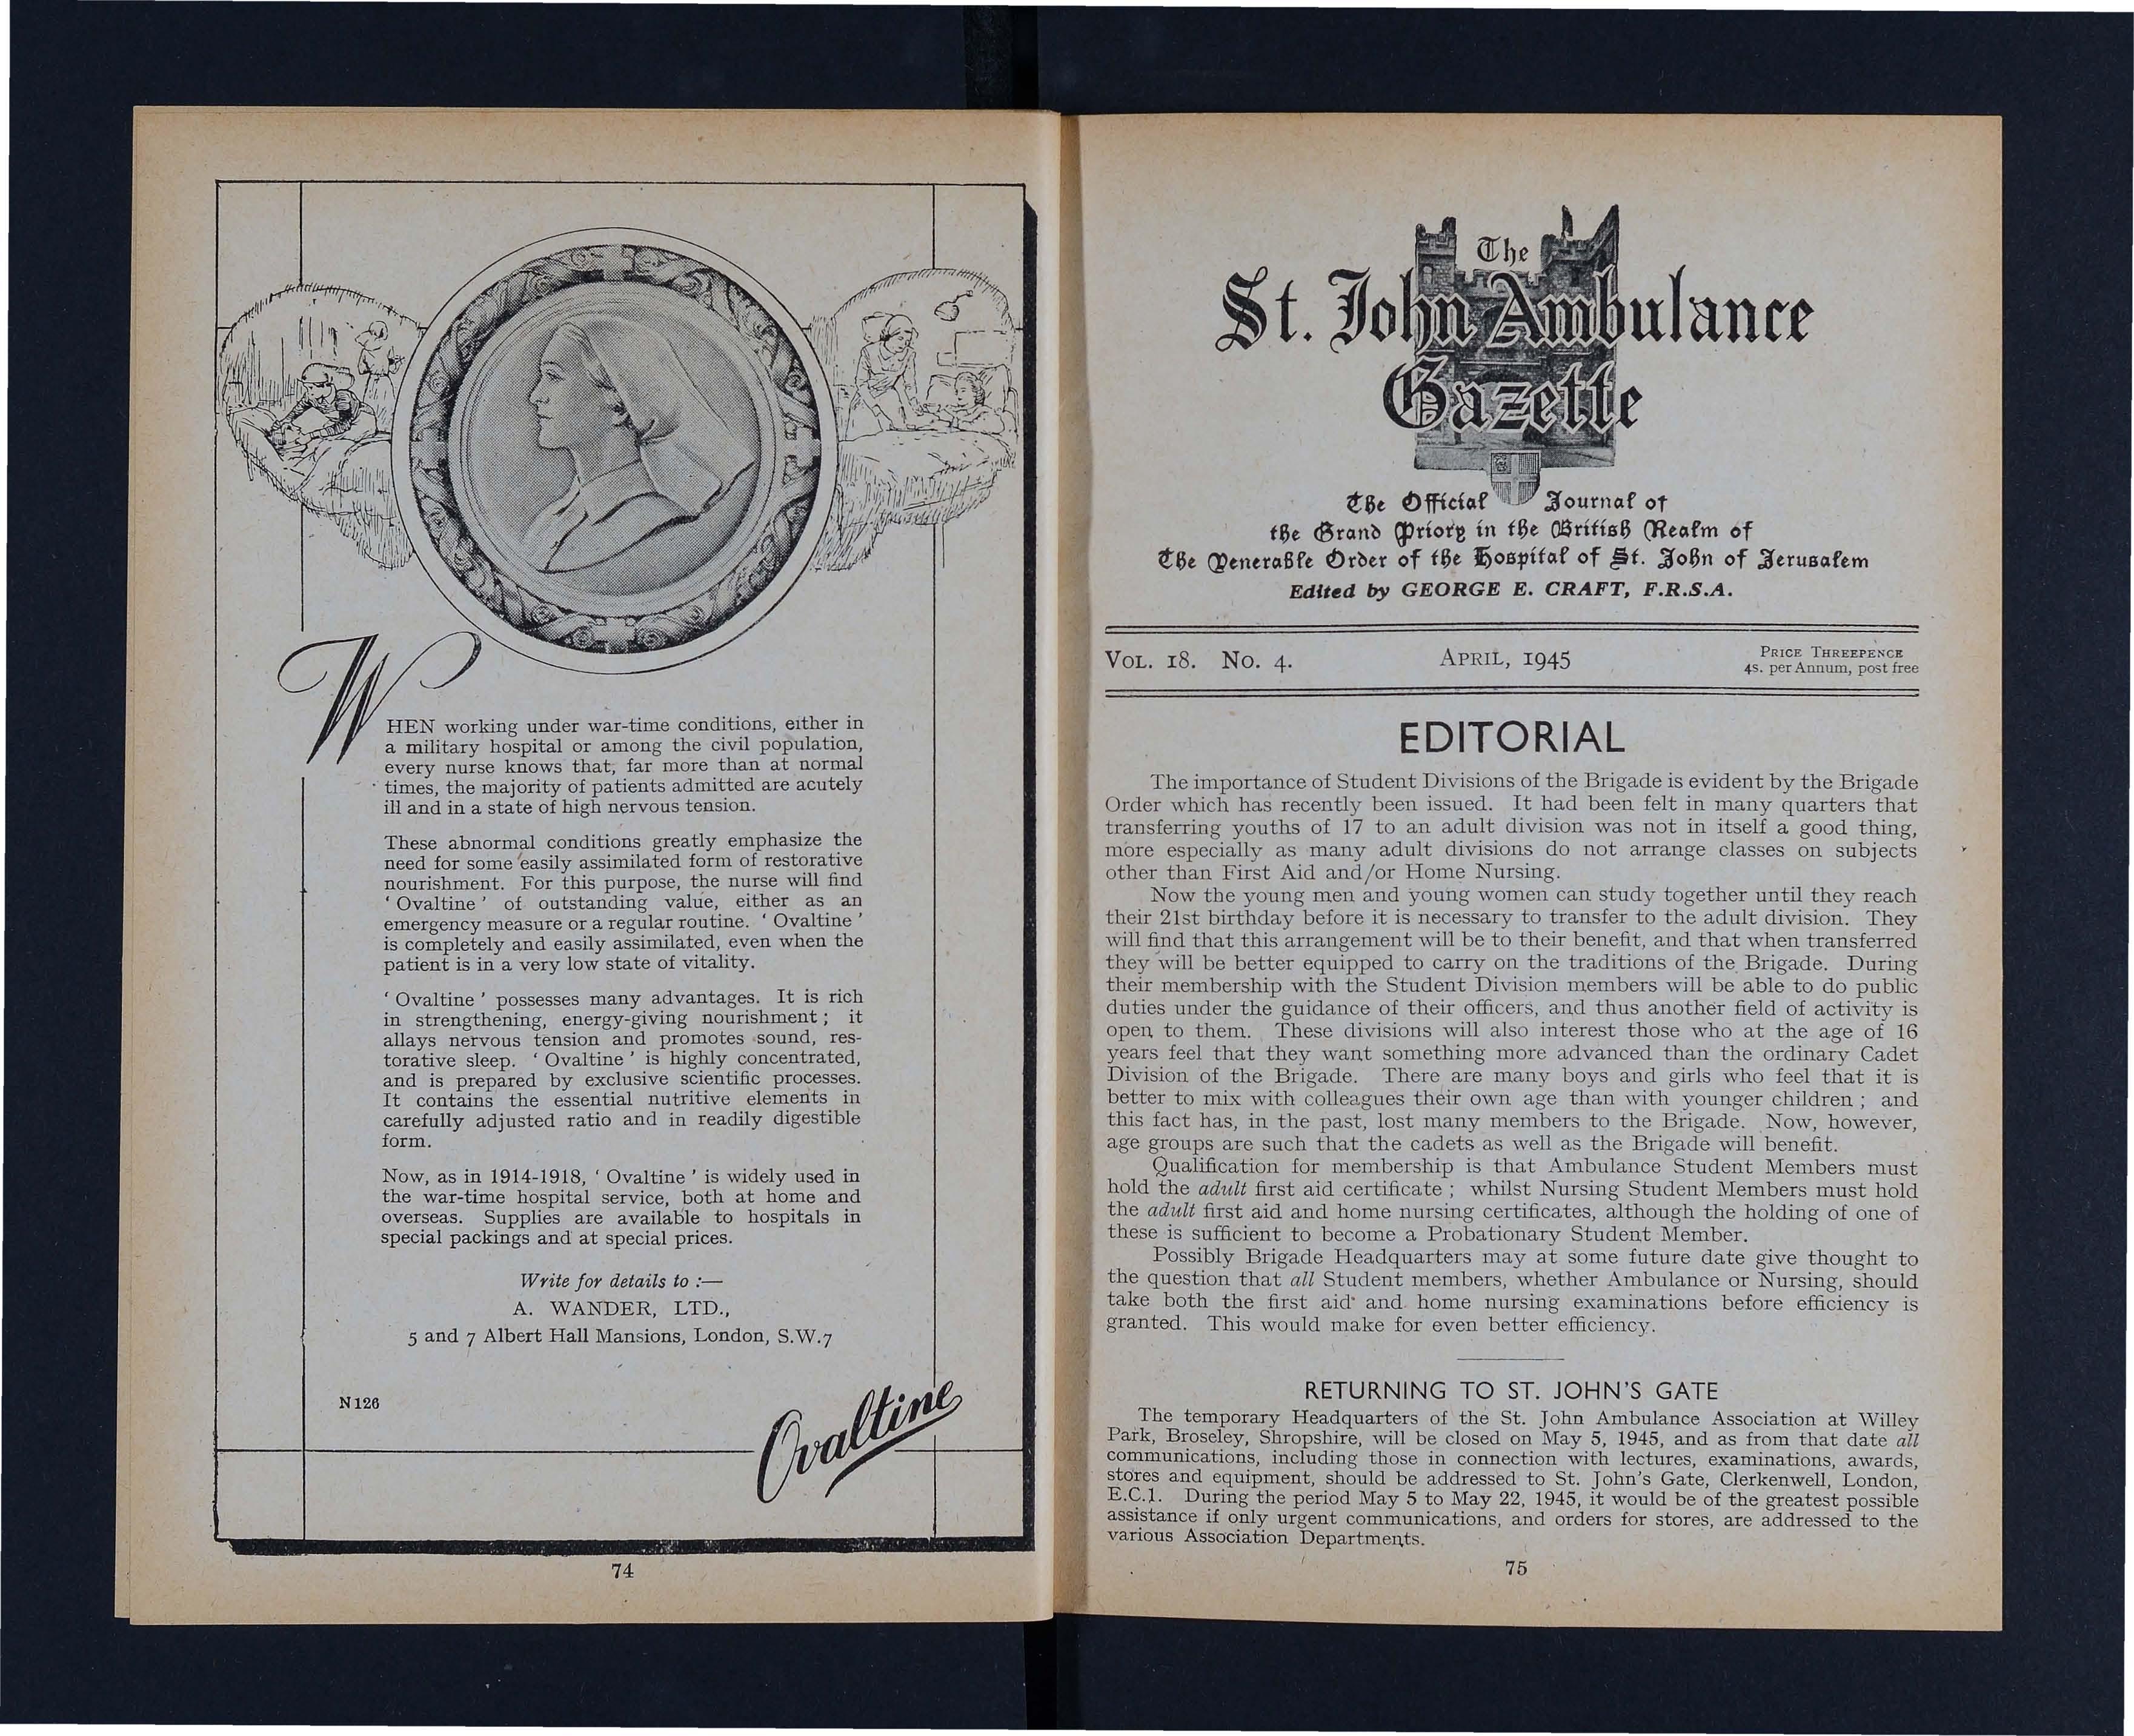 WHEN working under war-time conditions, either in
a military hospital or among the civil population,
every nurse knows that, far more than at normal
times, the majority of patients admitted are acutely
ill and in a state of high nervous tension.
These abnormal conditions greatly emphasize the
need for some easily assimilated form of restorative
nourishment. For this purpose, the nurse will find
‘ Ovaltine ’ of outstanding value, either as an
emergency measure or a regular routine. ‘ Ovaltine ’
is completely and easily assimilated, even when the
patient is in a very low state of vitality.
‘ Ovaltine ’ possesses many advantages. It is rich
in strengthening, energy-giving nourishment ; it
allays nervous tension and promotes sound, res-
torative sleep. ‘ Ovaltine ’ is highly concentrated,
and is prepared by exclusive scientific processes.
It contains the essential nutritive elements in
carefully adjusted ratio and in readily digestible
form.
Now, as in 1914-1918, ‘ Ovaltine ’ is widely used in
the war-time hospital service, both at home and
overseas. Supplies are available to hospitals in
special packings and at special prices.
Write for details to :—
A. WANDER, LTD.,
5 and 7 Albert Hall Mansions, London, S.W.7
N126
Ovaltine
74
The
St. John Ambulance
Gazette
The Official Journal of
the Grand Priory in the British Realm of
The Venerable Order of the Hospital of St. John of Jerusalem
Edited by GEORGE E. CRAFT, F.R.S.A.
VOL. 18. NO. 4. APRIL, 1945 PRICE THREEPENCE
4s. per Annum, post free
EDITORIAL
The importance of Student Divisions of the Brigade is evident by the Brigade
Order which has recently been issued. It had been felt in many quarters that
transferring youths of 17 to an adult division was not in itself a good thing,
more especially as many adult divisions do not arrange classes on subjects
other than First Aid and/or Home Nursing.
Now the young men and young women can study together until they reach
their 21st birthday before it is necessary to transfer to the adult division. They
will find that this arrangement will be to their benefit, and that when transferred
they will be better equipped to carry on the traditions of the Brigade. During
their membership with the Student Division members will be able to do public
duties under the guidance of their officers, and thus another field of activity is
open to them. These divisions will also interest those who at the age of 16
years feel that they want something more advanced than the ordinary Cadet
Division of the Brigade. There are many boys and girls who feel that it is
better to mix with colleagues their own age than with younger children ; and
this fact has, in the past, lost many members to the Brigade. Now, however,
age groups are such that the cadets as well as the Brigade will benefit.
Qualification for membership is that Ambulance Student Members must
hold the adult first aid certificate ; whilst Nursing Student Members must hold
the adult first aid and home nursing certificates, although the holding of one of
these is sufficient to become a Probationary Student Member.
Possibly Brigade Headquarters may at some future date give thought to
the question that all Student members, whether Ambulance or Nursing, should
take both the first aid and home nursing examinations before efficiency is
granted. This would make for even better efficiency.
RETURNING TO ST. JOHN'S GATE
The temporary Headquarters of the St. John Ambulance Association at Willey
Park, Broseley, Shropshire, will be closed on May 5, 1945, and as from that date all
communications, including those in connection with lectures, examinations, awards,
stores and equipment, should be addressed to St. John's Gate, Clerkenwell, London,
E.C.1. During the period May 5 to May 22, 1945, it would be of the greatest possible
assistance if only urgent communications, and orders for stores, are addressed to the
various Association Departments.
75